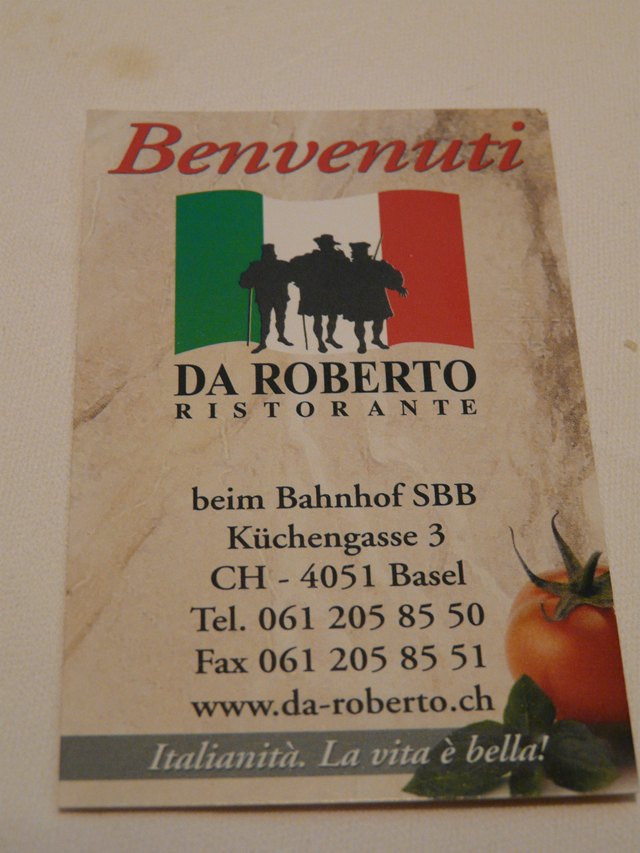 Benvenuti
DA ROBERTO
RISTORANTE
beim Bahnhof SBB
Küchengasse 3
CH - 4051 Basel
Tel. 061 205 85 50
Fax 061 205 85 51
www.da-roberto.ch
Italianità. La vita è bella!